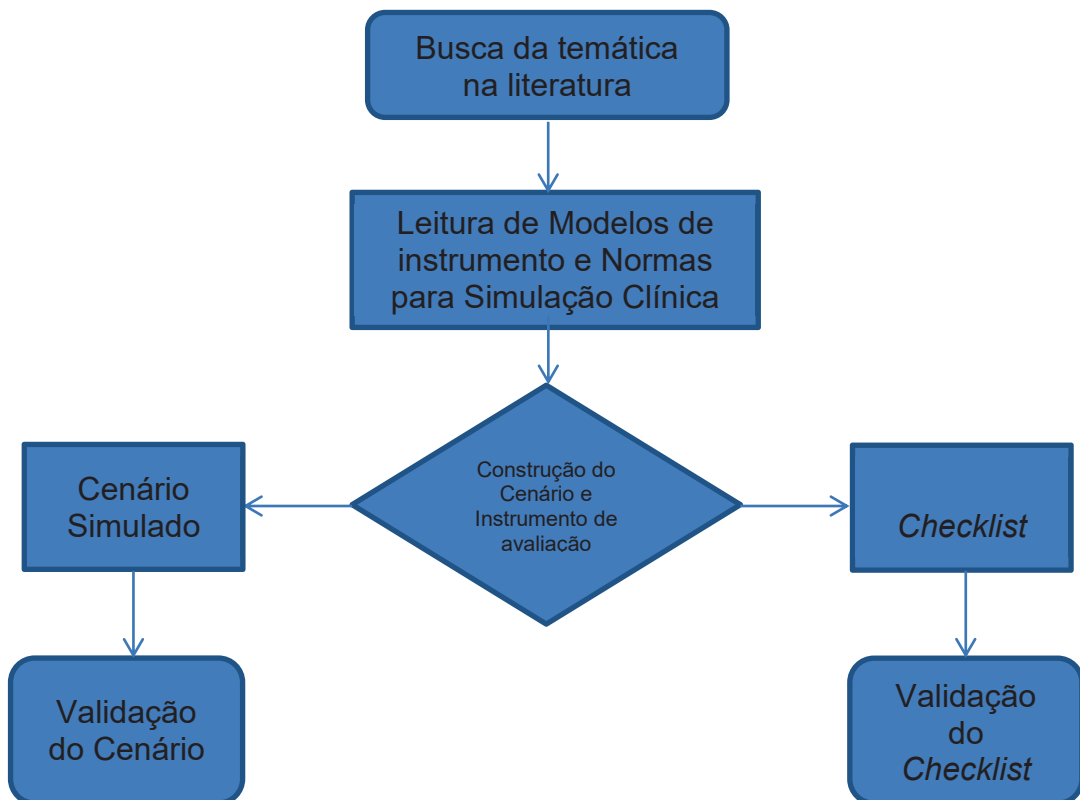 Busca da temática
na literatura
Leitura de Modelos de
instrumento e Normas
para Simulação Clínica
Construção do
Cenário e
Instrumento de
avaliação
Cenário
Simulado
Checklist
Validação
do Cenário
Validação
do
Checklist